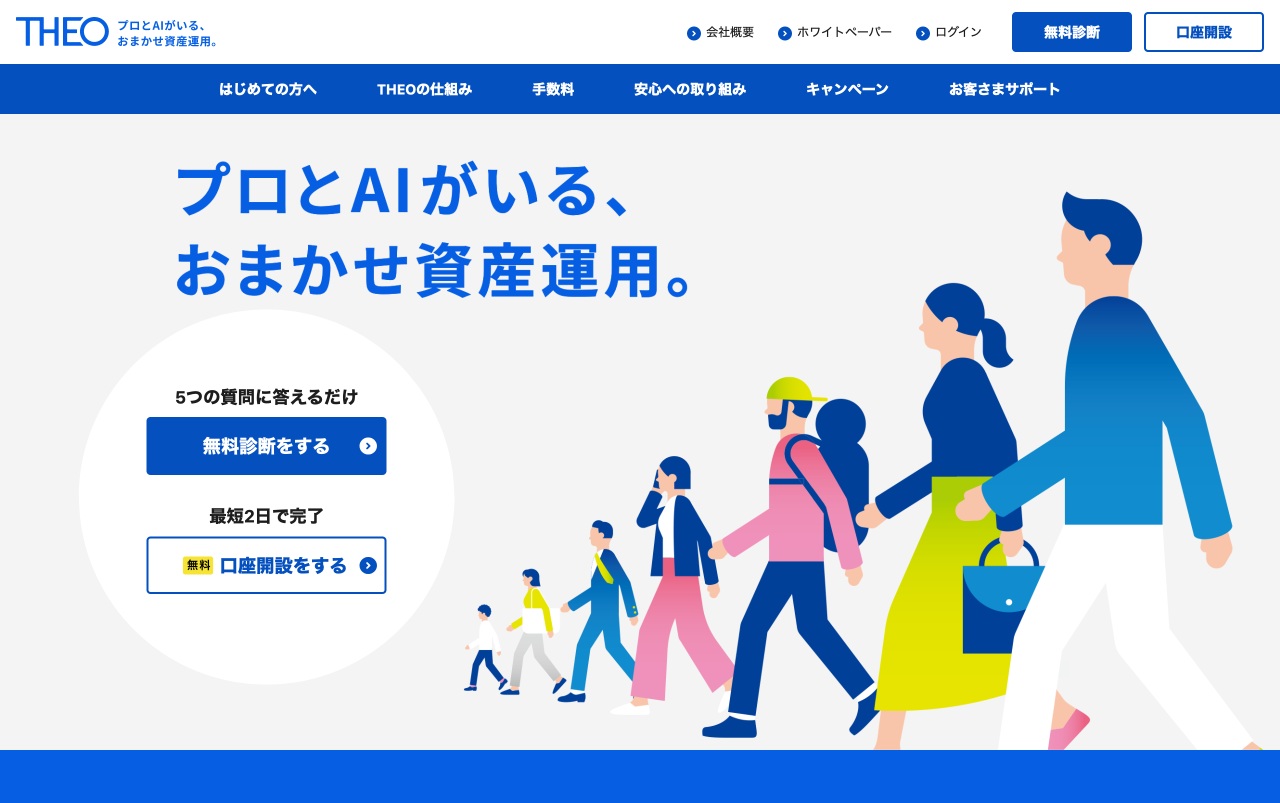 THEO プロとAIがいる、
おまかせ資産運用。
会社概要 ホワイトペーパー ログイン 無料診断 口座開設
はじめての方へ THEOの仕組み 手数料 安心への取り組み キャンペーン お客さまサポート
プロとAIがいる、
おまかせ資産運用。
5つの質問に答えるだけ
無料診断をする
最短2日で完了
無料 口座開設をする